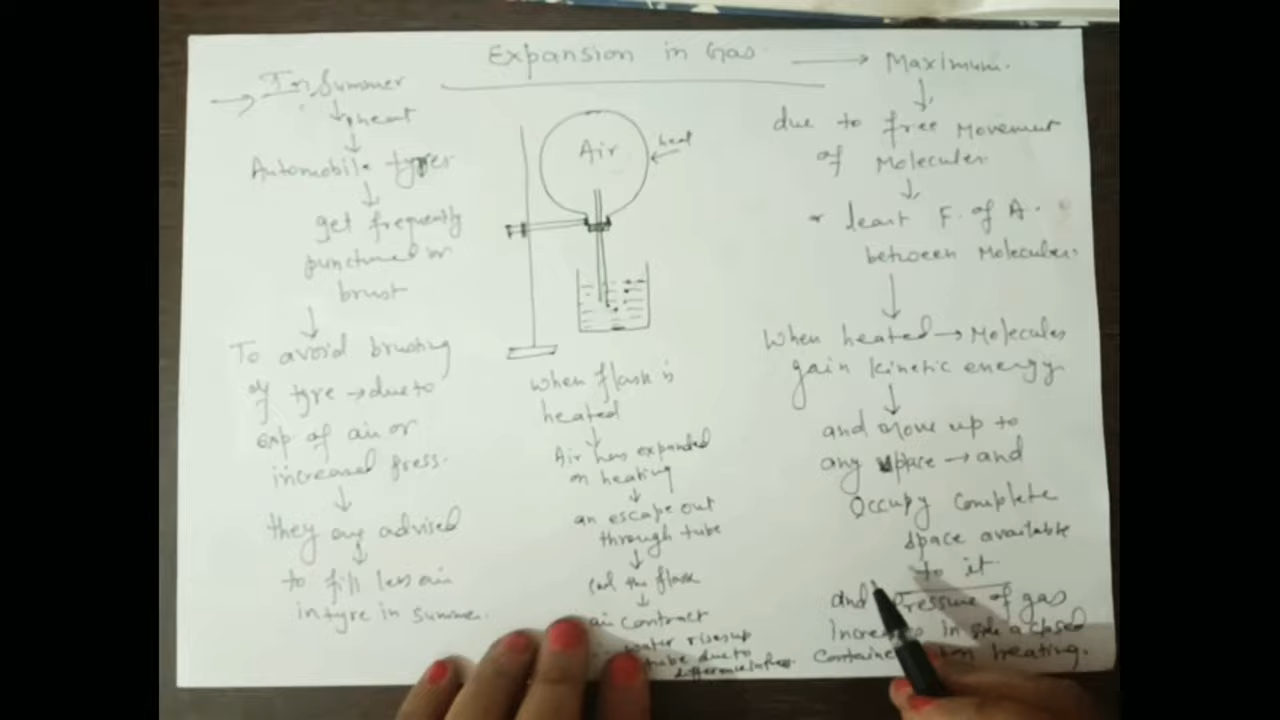 Expansion in Gas → Maximum.
→ In Summer
↓ heat
↓
Automobile tyres
↓
get frequently
punctured or
brust
↓
To avoid brusting
of tyre → due to
exp of air or
increased press.
↓
they are advised
↓
to fill less air
in tyre in summer.
Air
heat
When flask is
heated
↓
Air has expanded
on heating
↓
an escape out
through tube
↓
cool the flask
↓
air contract
water rises up
tube due to
↓
due to free Movement
of Molecules
↓
least F. of A.
between Molecules.
↓
When heated → Molecules
gain kinetic energy
↓
and move up to
any space → and
Occupy Complete
space available
to it.
and Pressure of gas
Increases In side a closed
Container on heating.